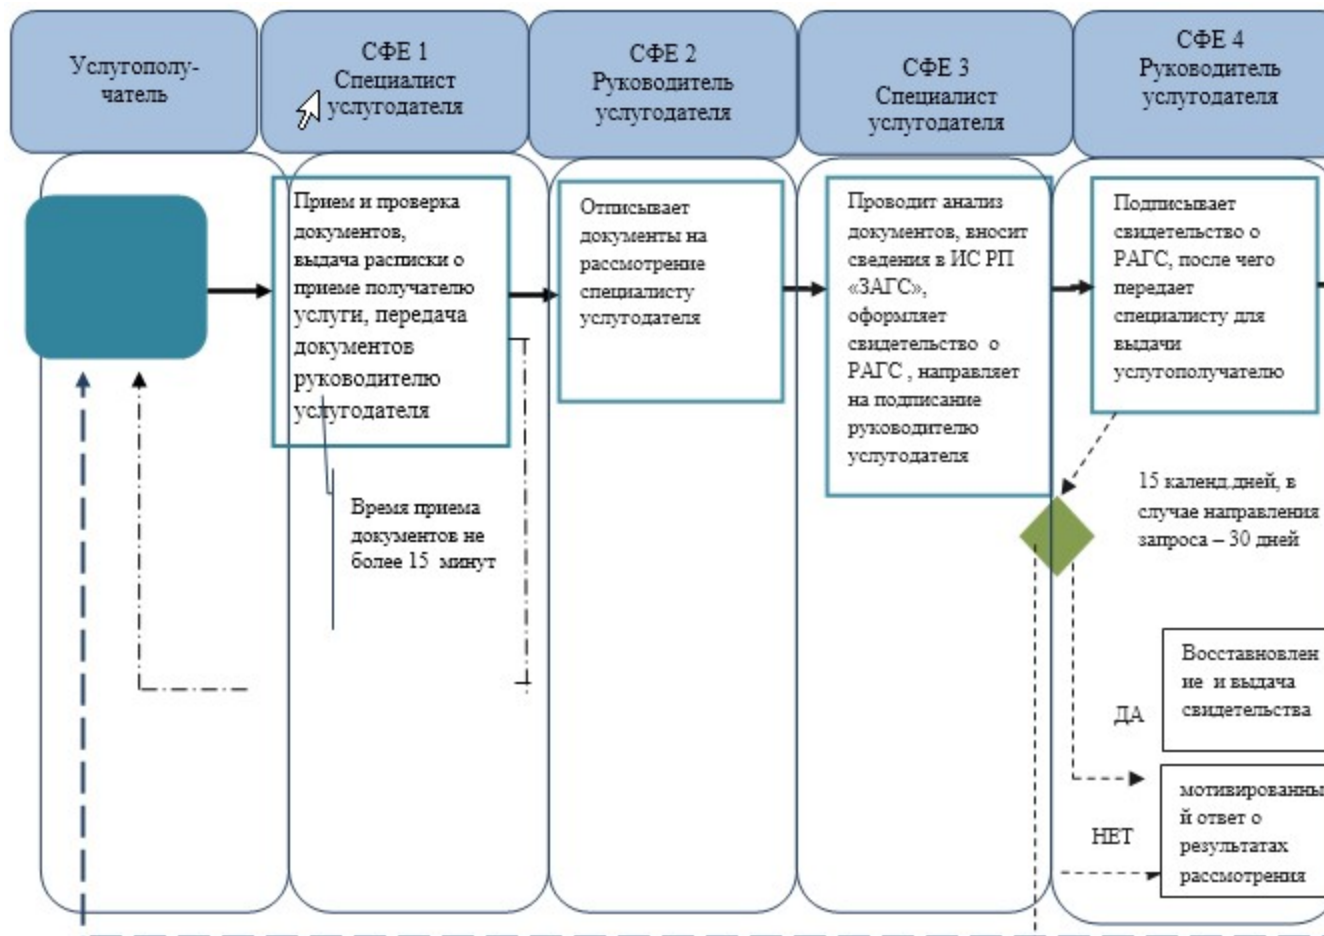 Услугополу-
чатель
СФЕ 1
Специалист
услугодателя
СФЕ 2
Руководитель
услугодателя
СФЕ 3
Специалист
услугодателя
СФЕ 4
Руководитель
услугодателя
Прием и проверка
документов,
выдача расписки о
приеме получателю
услуги, передача
документов
руководителю
услугодателя
Отписывает
документы на
рассмотрение
специалисту
услугодателя
Проводит анализ
документов, вносит
сведения в ИС РП
«ЗАГС»,
оформляет
свидетельство о
РАГС , направляет
на подписание
руководителю
услугодателя
Подписывает
свидетельство о
РАГС, после чего
передает
специалисту для
выдачи
услугополучателю
Время приема
документов не
более 15 минут
15 календ.дней, в
случае направления
запроса – 30 дней
ДА
Восстановлен
ие и выдача
свидетельства
НЕТ
мотивированны
й ответ о
результатах
рассмотрения